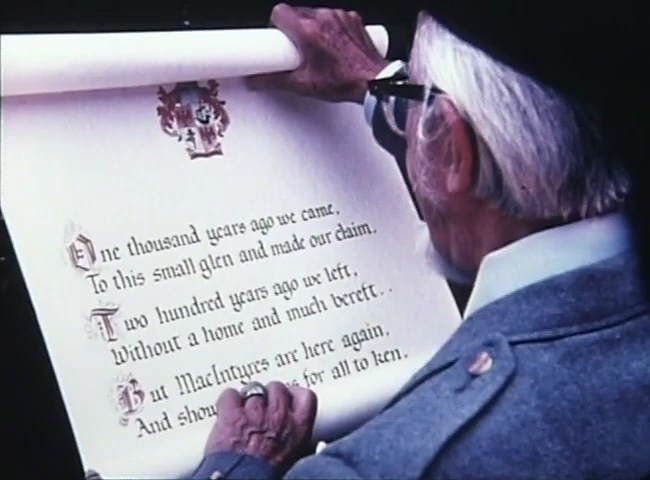 One thousand years ago we came,
To this small glen and made our claim.
Two hundred years ago we left,
Without a home and much bereft..
But MacIntyres are here again,
And show for all to ken.